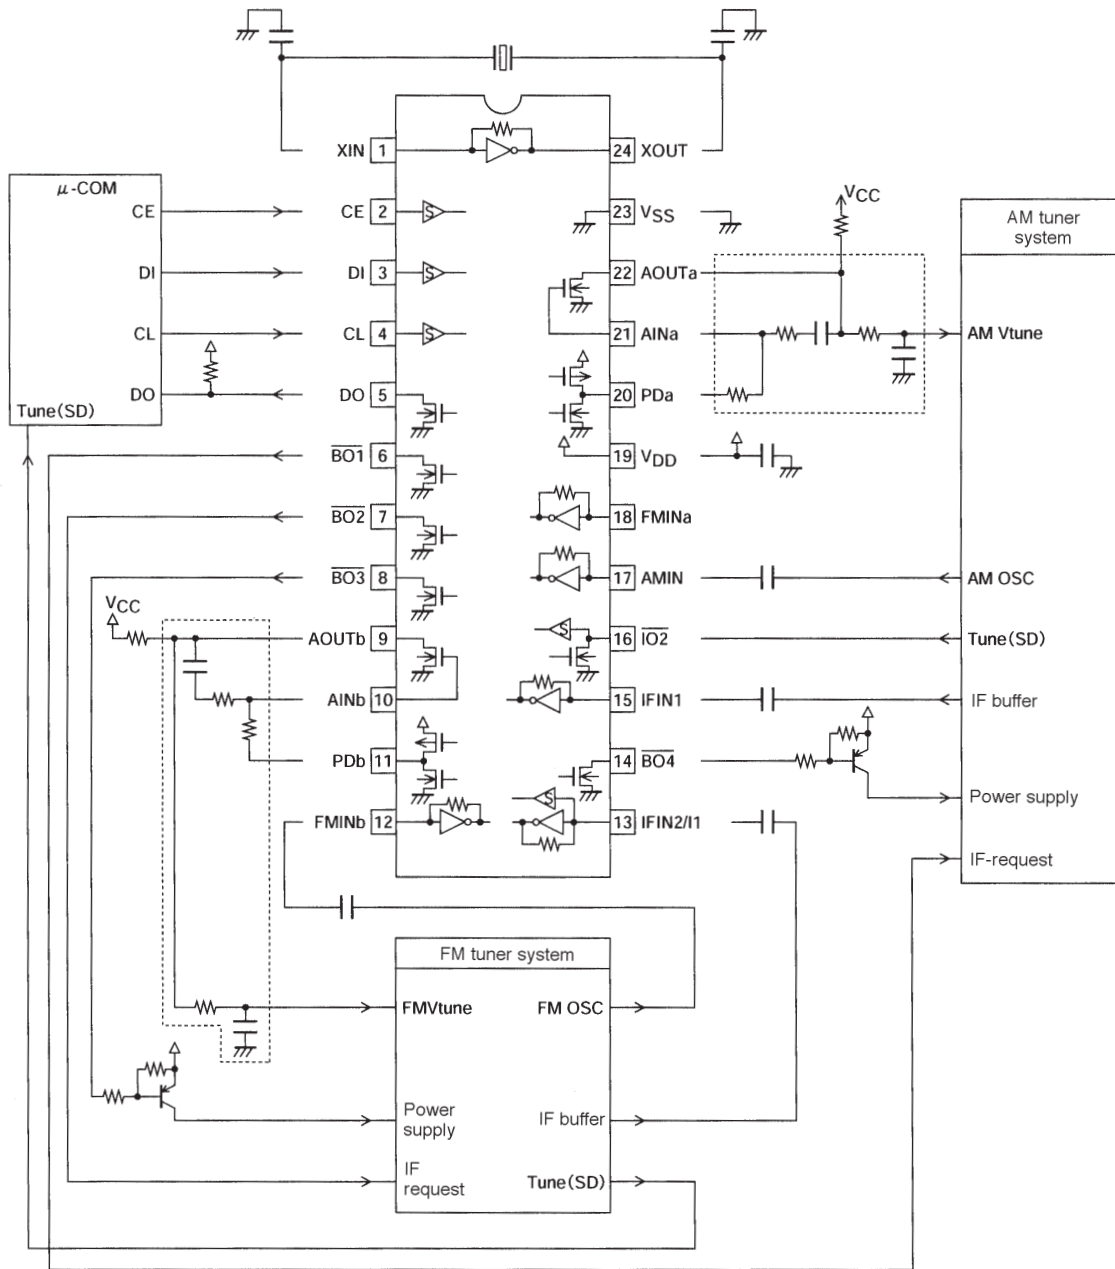 XIN 1
24 XOUT
μ-COM
CE
CE 2
S
23 VSS
VCC
AM tuner
system
DI
DI 3
S
22 AOUTa
CL
CL 4
S
21 AINa
AM Vtune
DO
DO 5
20 PDa
Tune(SD)
BO1 6
19 VDD
BO2 7
18 FMINa
BO3 8
17 AMIN
AM OSC
VCC
AOUTb 9
S
16 IO2
Tune(SD)
AINb 10
15 IFIN1
IF buffer
PDb 11
14 BO4
Power supply
FMINb 12
S
13 IFIN2/I1
IF-request
FM tuner system
FMVtune
FM OSC
Power
supply
IF buffer
IF
request
Tune(SD)